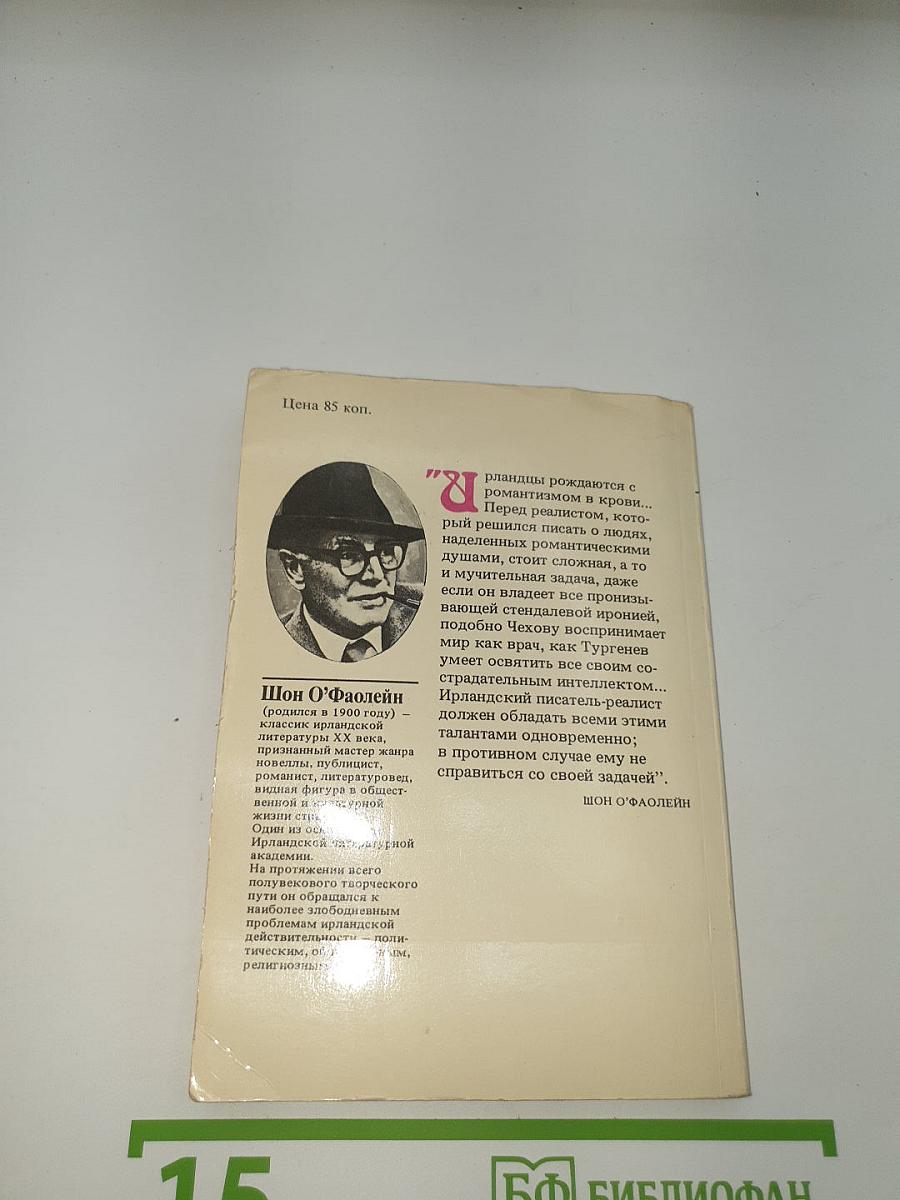 Цена 85 коп.
"Ирландцы рождаются с
романтизмом в крови...
Перед реалистом, кото-
рый решился писать о людях,
наделенных романтическими
душами, стоит сложная, а то
и мучительная задача, даже
если он владеет все пронизы-
вающей стендалевой иронией,
подобно Чехову воспринимает
мир как врач, как Тургенев
умеет освятить все своим со-
страдательным интеллектом...
Ирландский писатель-реалист
должен обладать всеми этими
талантами одновременно;
в противном случае ему не
справиться со своей задачей".
ШОН О'ФАОЛЕЙН
Шон О'Фаолейн
(родился в 1900 году) —
классик ирландской
литературы XX века,
признанный мастер жанра
новеллы, публицист,
романист, литературовед,
видная фигура в общест-
венной и культурной
жизни
Один из
Ирландской литературной
академии.
На протяжении всего
полувекового творческого
пути он обращался к
наиболее злободневным
проблемам ирландской
действительности — поли-
тическим,
религиозным
15
БФ БИБЛИОФАН